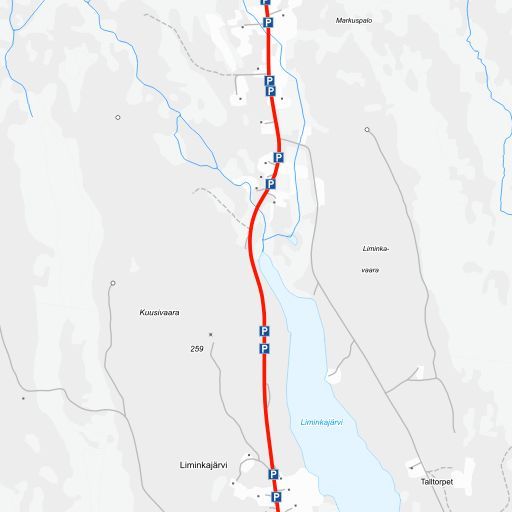 P
Markuspalo
P
P
P
P
P
Liminka-
vaara
Kuusivaara
P
259
P
Liminkajärvi
Liminkajärvi
P
Talltorpet
P